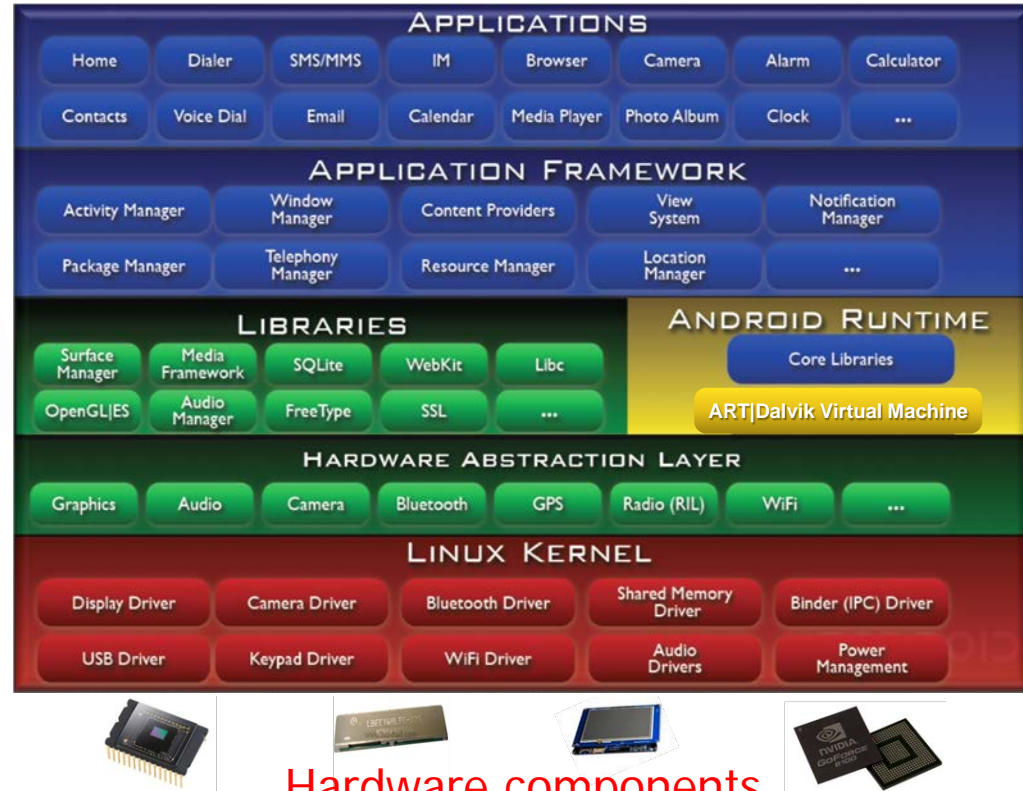 APPLICATIONS
Home Dialer SMS/MMS IM Browser Camera Alarm Calculator
Contacts Voice Dial Email Calendar Media Player Photo Album Clock ...
APPLICATION FRAMEWORK
Activity Manager Window Manager Content Providers View System Notification Manager
Package Manager Telephony Manager Resource Manager Location Manager ...
LIBRARIES
Surface Manager Media Framework SQLite WebKit Libc
OpenGL|ES Audio Manager FreeType SSL ...
ANDROID RUNTIME
Core Libraries
ART|Dalvik Virtual Machine
HARDWARE ABSTRACTION LAYER
Graphics Audio Camera Bluetooth GPS Radio (RIL) WiFi ...
LINUX KERNEL
Display Driver Camera Driver Bluetooth Driver Shared Memory Driver Binder (IPC) Driver
USB Driver Keypad Driver WiFi Driver Audio Drivers Power Management
NVIDIA
GOFORCE
Hardware components